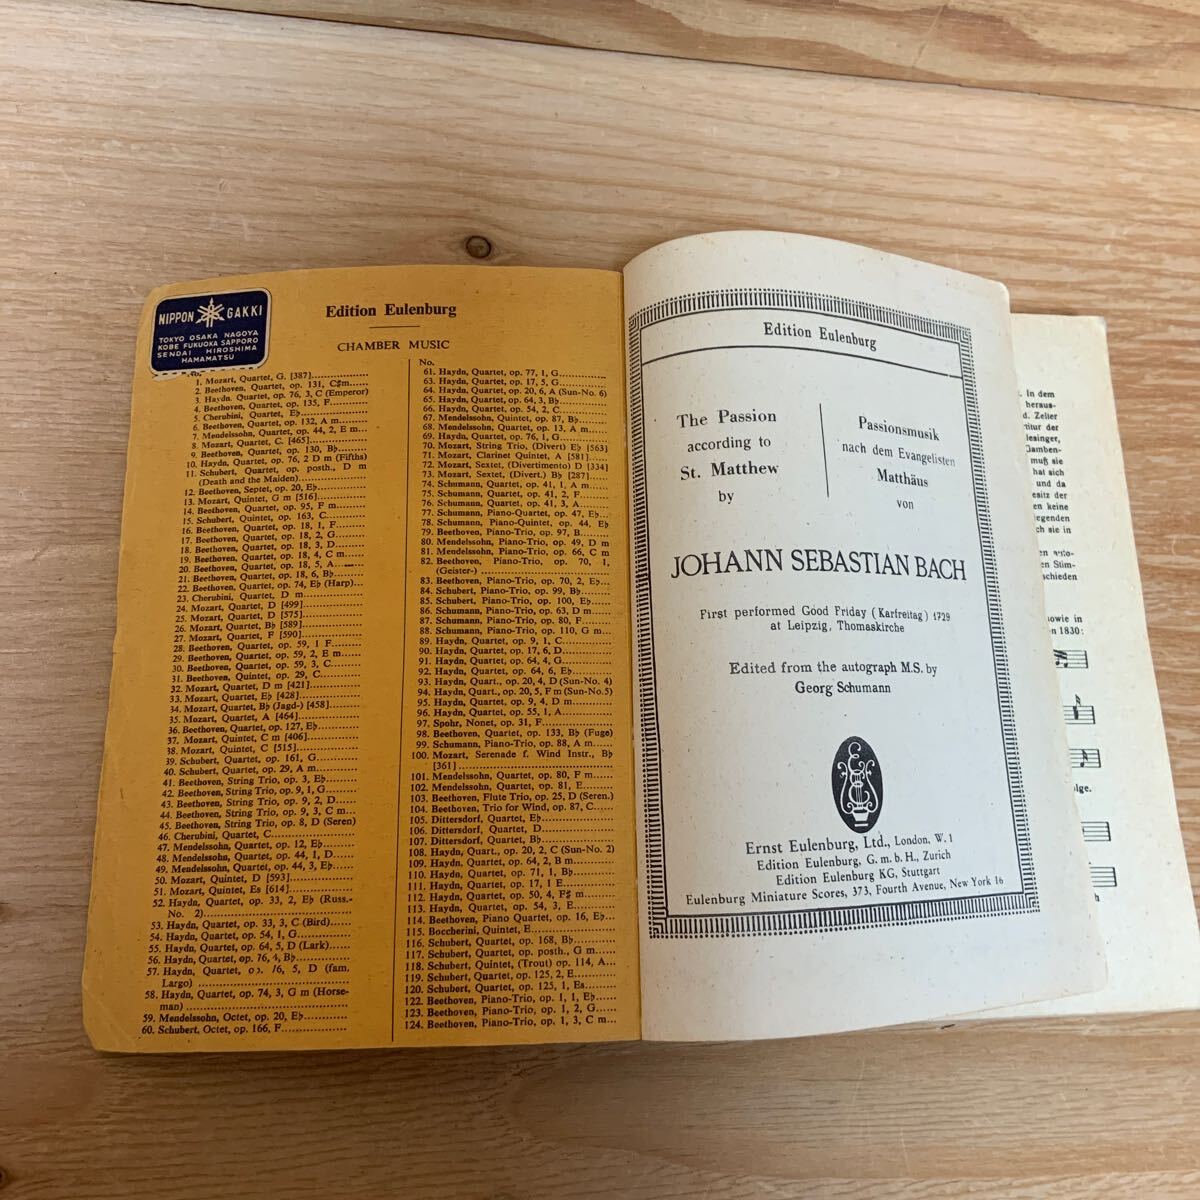 NIPPON GAKKI
TOKYO OSAKA NAGOYA
KOBE FUKUOKA SAPPORO
SENDAI HIROSHIMA
HAMAMATSU
Edition Eulenburg
CHAMBER MUSIC
No.
1. Mozart, Quartet, G. [387]
2. Beethoven, Quartet, op. 131, C♯m
3. Haydn, Quartet, op. 76, 3, C (Emperor)
4. Beethoven, Quartet, op. 135, F
5. Cherubini, Quartet, E♭
6. Beethoven, Quartet, op. 132, A m
7. Mendelssohn, Quartet, op. 44, 2, E m
8. Mozart, Quartet, C. [465]
9. Beethoven, Quartet, op. 130, B♭
10. Haydn, Quartet, op. 76, 2 D m (Fifths)
11. Schubert, Quartet, op. posth., D m
(Death and the Maiden)
12. Beethoven, Septet, op. 20, E♭
13. Mozart, Quintet, G m [516]
14. Beethoven, Quartet, op. 95, F m
15. Schubert, Quintet, op. 163, C
16. Beethoven, Quartet, op. 18, 1, F
17. Beethoven, Quartet, op. 18, 2, G
18. Beethoven, Quartet, op. 18, 3, D
19. Beethoven, Quartet, op. 18, 4, C m
20. Beethoven, Quartet, op. 18, 5, A
21. Beethoven, Quartet, op. 18, 6, B♭
22. Beethoven, Quartet, op. 74, E♭ (Harp)
23. Cherubini, Quartet, D m
24. Mozart, Quartet, D [499]
25. Mozart, Quartet, D [575]
26. Mozart, Quartet, B♭ [589]
27. Mozart, Quartet, F [590]
28. Beethoven, Quartet, op. 59, 1 F
29. Beethoven, Quartet, op. 59, 2, E m
30. Beethoven, Quartet, op. 59, 3, C
31. Beethoven, Quintet, op. 29, C
32. Mozart, Quartet, D m [421]
33. Mozart, Quartet, E♭ [428]
34. Mozart, Quartet, B♭ (Jagd-) [458]
35. Mozart, Quartet, A [464]
36. Beethoven, Quartet, op. 127, E♭
37. Mozart, Quintet, C m [406]
38. Mozart, Quintet, C [515]
39. Schubert, Quartet, op. 161, G
40. Schubert, Quartet, op. 29, A m
41. Beethoven, String Trio, op. 3, E♭
42. Beethoven, String Trio, op. 9, 1, G
43. Beethoven, String Trio, op. 9, 2, D
44. Beethoven, String Trio, op. 9, 3, C m
45. Beethoven, String Trio, op. 8, D (Seren)
46. Cherubini, Quartet, C
47. Mendelssohn, Quartet, op. 12, E♭
48. Mendelssohn, Quartet, op. 44, 1, D
49. Mendelssohn, Quartet, op. 44, 3, E♭
50. Mozart, Quintet, D [593]
51. Mozart, Quintet, Es [614]
52. Haydn, Quartet, op. 33, 2, E♭ (Russ.-
No. 2)
53. Haydn, Quartet, op. 33, 3, C (Bird)
54. Haydn, Quartet, op. 54, 1, G
55. Haydn, Quartet, op. 64, 5, D (Lark)
56. Haydn, Quartet, op. 76, 4, B♭
57. Haydn, Quartet, 5, D (fam.
Largo)
58. Haydn, Quartet, op. 74, 3, G m (Horse-
man)
59. Mendelssohn, Octet, op. 20, E♭
60. Schubert, Octet, op. 166, F
No.
61. Haydn, Quartet, op. 77, 1, G
63. Haydn, Quartet, op. 17, 5, G
64. Haydn, Quartet, op. 20, 6, A (Sun-No. 6)
65. Haydn, Quartet, op. 64, 3, B♭
66. Haydn, Quartet, op. 54, 2, C
67. Mendelssohn, Quintet, op. 87, B♭
68. Mendelssohn, Quartet, op. 13, A m
69. Haydn, Quartet, op. 76, 1, G
70. Mozart, String Trio, (Divert) E♭ [563]
71. Mozart, Clarinet Quintet, A [581]
72. Mozart, Sextet, (Divertimento) D [334]
73. Mozart, Sextet, (Divert.) B♭ [287]
74. Schumann, Quartet, op. 41, 1, A m
75. Schumann, Quartet, op. 41, 2, F
76. Schumann, Quartet, op. 41, 3, A
77. Schumann, Piano-Quartet, op. 47, E♭
78. Schumann, Piano-Quintet, op. 44, E♭
79. Beethoven, Piano-Trio, op. 97, B
80. Mendelssohn, Piano-Trio, op. 49, D m
81. Mendelssohn, Piano-Trio, op. 66, C m
82. Beethoven, Piano-Trio, op. 70, 1,
(Geister-)
83. Beethoven, Piano-Trio, op. 70, 2, E♭
84. Schubert, Piano-Trio, op. 99, B♭
85. Schubert, Piano-Trio, op. 100, E♭
86. Schumann, Piano-Trio, op. 63, D m
87. Schumann, Piano-Trio, op. 80, F
88. Schumann, Piano-Trio, op. 110, G m
89. Haydn, Quartet, op. 9, 1, C
90. Haydn, Quartet, op. 17, 6, D
91. Haydn, Quartet, op. 64, 4, G
92. Haydn, Quartet, op. 64, 6, E♭
93. Haydn, Quart., op. 20, 4, D (Sun-No. 4)
94. Haydn, Quart., op. 20, 5, F m (Sun-No.5)
95. Haydn, Quartet, op. 9, 4, D m
96. Haydn, Quartet, op. 55, 1, A
97. Spohr, Nonet, op. 31, F
98. Beethoven, Quartet, op. 133, B♭ (Fuge)
99. Schumann, Piano-Trio, op. 88, A m
100. Mozart, Serenade f. Wind Instr., B♭
[361]
101. Mendelssohn, Quartet, op. 80, F m
102. Mendelssohn, Quartet, op. 81, E
103. Beethoven, Flute Trio, op. 25, D (Seren.)
104. Beethoven, Trio for Wind, op. 87, C
105. Dittersdorf, Quartet, E♭
106. Dittersdorf, Quartet, D
107. Dittersdorf, Quartet, B♭
108. Haydn, Quart., op. 20, 2, C (Sun-No. 2)
109. Haydn, Quartet, op. 64, 2, B m
110. Haydn, Quartet, op. 71, 1, B♭
111. Haydn, Quartet, op. 17, 1 E
112. Haydn, Quartet, op. 50, 4, F♯ m
113. Haydn, Quartet, op. 54, 3, E
114. Beethoven, Piano Quartet, op. 16, E♭
115. Boccherini, Quintet, E
116. Schubert, Quartet, op. 168, B♭
117. Schubert, Quartet, op. posth., G m
118. Schubert, Quintet, (Trout) op. 114, A
119. Schubert, Quartet, op. 125, 2, E
120. Schubert, Quartet, op. 125, 1, Es
122. Beethoven, Piano-Trio, op. 1, 1, E♭
123. Beethoven, Piano-Trio, op. 1, 2, G
124. Beethoven, Piano-Trio, op. 1, 3, C m
Edition Eulenburg
The Passion
according to
St. Matthew
by
Passionsmusik
nach dem Evangelisten
Matthäus
von
JOHANN SEBASTIAN BACH
First performed Good Friday (Karfreitag) 1729
at Leipzig, Thomaskirche
Edited from the autograph M.S. by
Georg Schumann
Ernst Eulenburg, Ltd., London, W. 1
Edition Eulenburg, G. m. b. H., Zurich
Edition Eulenburg KG, Stuttgart
Eulenburg Miniature Scores, 373, Fourth Avenue, New York 16
. In dem
heraus-
d. Zelter
titur der
lesinger,
Jamben-
muß sie
hat sich
und da
esitz der
en keine
egenden
ch sie in
en auto-
en Stim-
schieden
sowie in
on 1830:
olge.